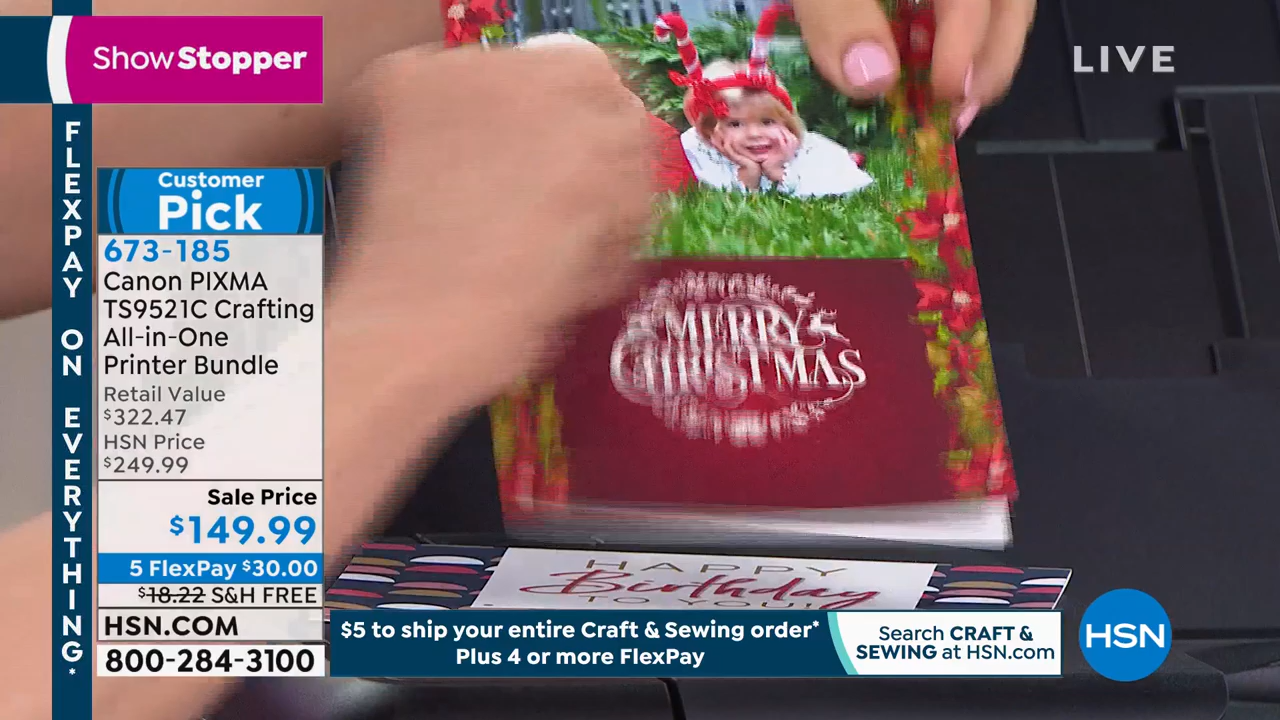 ShowStopper
LIVE
FLEXPAY ON EVERYTHING*
Customer
Pick
673-185
Canon PIXMA
TS9521C Crafting
All-in-One
Printer Bundle
Retail Value
$322.47
HSN Price
$249.99
Sale Price
$149.99
5 FlexPay $30.00
$18.22 S&H FREE
HSN.COM
800-284-3100
MERRY
CHRISTMAS
HAPPY
Birthday
TO YOU!
$5 to ship your entire Craft & Sewing order*
Plus 4 or more FlexPay
Search CRAFT &
SEWING at HSN.com
HSN